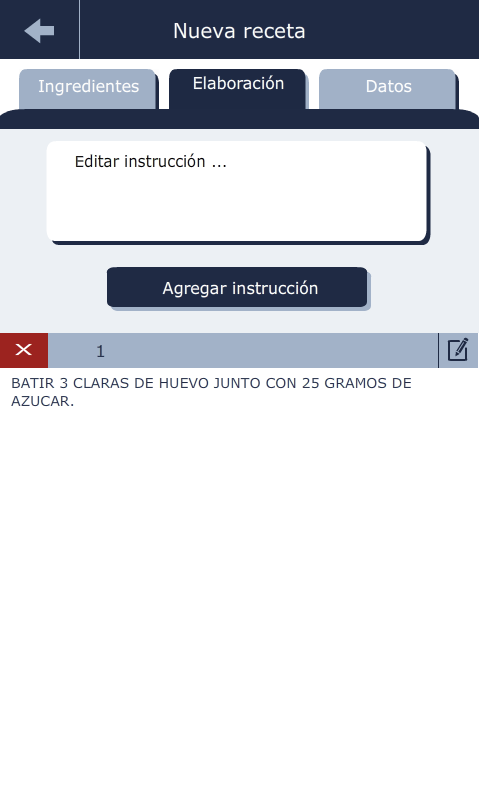 Nueva receta
Ingredientes
Elaboración
Datos
Editar instrucción ...
Agregar instrucción
1
BATIR 3 CLARAS DE HUEVO JUNTO CON 25 GRAMOS DE
AZUCAR.